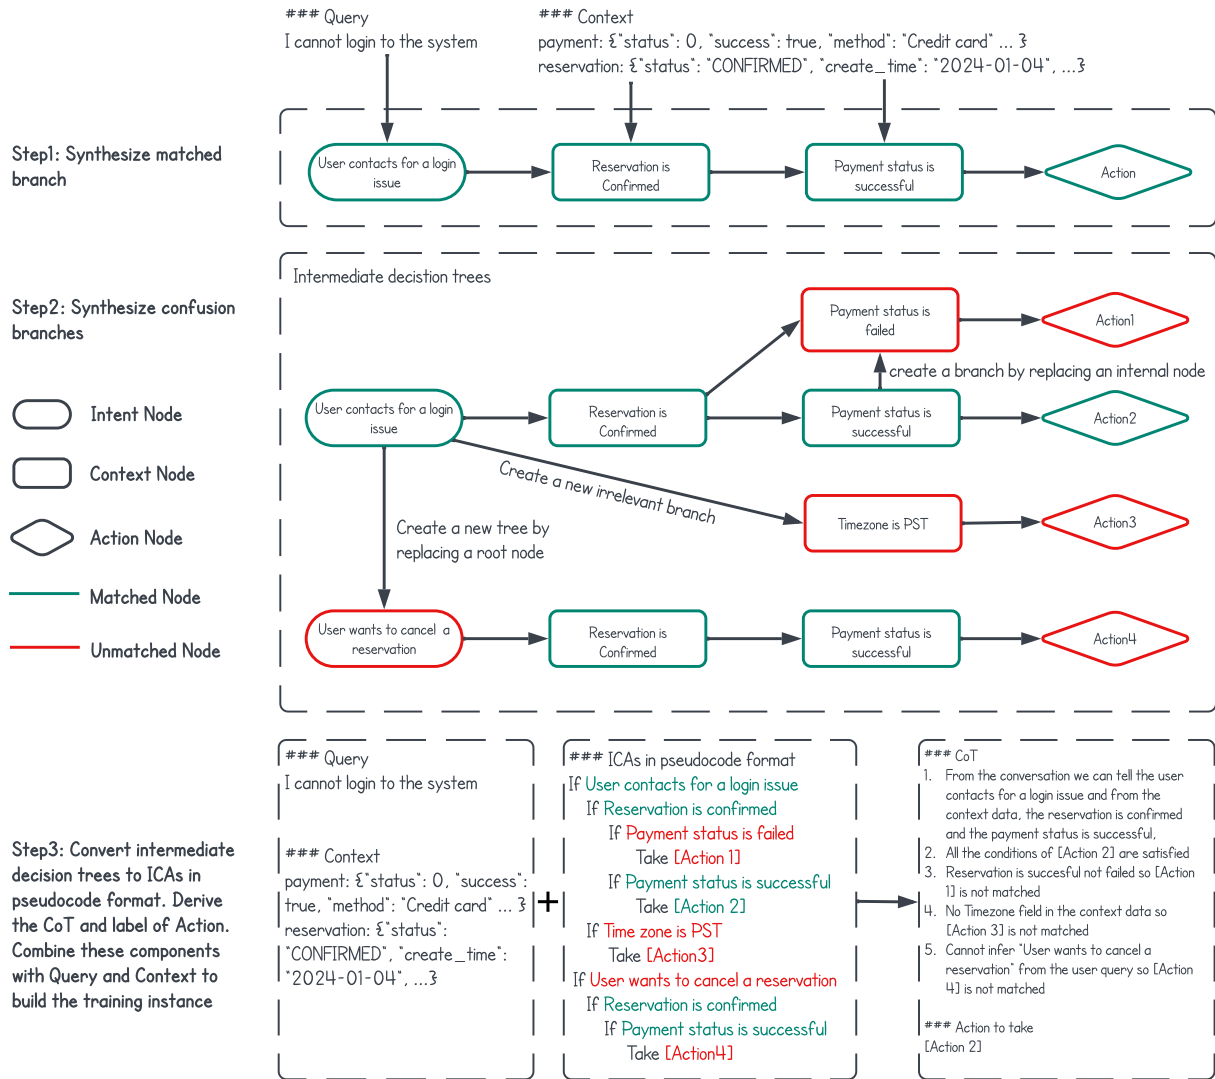 ### Query
I cannot login to the system
### Context
payment: {"status": 0, "success": true, "method": "Credit card" ... }
reservation: {"status": "CONFIRMED", "create_time": "2024-01-04", ...}
Step1: Synthesize matched
branch
User contacts for a login
issue
Reservation is
Confirmed
Payment status is
successful
Action
Step2: Synthesize confusion
branches
Intermediate decistion trees
Payment status is
failed
Action1
create a branch by replacing an internal node
User contacts for a login
issue
Reservation is
Confirmed
Payment status is
successful
Action2
Create a new irrelevant branch
Timezone is PST
Action3
Create a new tree by
replacing a root node
User wants to cancel a
reservation
Reservation is
Confirmed
Payment status is
successful
Action4
Intent Node
Context Node
Action Node
Matched Node
Unmatched Node
Step3: Convert intermediate
decision trees to ICAs in
pseudocode format. Derive
the CoT and label of Action.
Combine these components
with Query and Context to
build the training instance
### Query
I cannot login to the system
### Context
payment: {"status": 0, "success":
true, "method": "Credit card" ... }
reservation: {"status":
"CONFIRMED", "create_time":
"2024-01-04", ...}
+
### ICAs in pseudocode format
If User contacts for a login issue
If Reservation is confirmed
If Payment status is failed
Take [Action 1]
If Payment status is successful
Take [Action 2]
If Time zone is PST
Take [Action3]
If User wants to cancel a reservation
If Reservation is confirmed
If Payment status is successful
Take [Action4]
### CoT
1. From the conversation we can tell the user
contacts for a login issue and from the
context data, the reservation is confirmed
and the payment status is successful,
2. All the conditions of [Action 2] are satisfied
3. Reservation is succesful not failed so [Action
1] is not matched
4. No Timezone field in the context data so
[Action 3] is not matched
5. Cannot infer "User wants to cancel a
reservation" from the user query so [Action
4] is not matched
### Action to take
[Action 2]